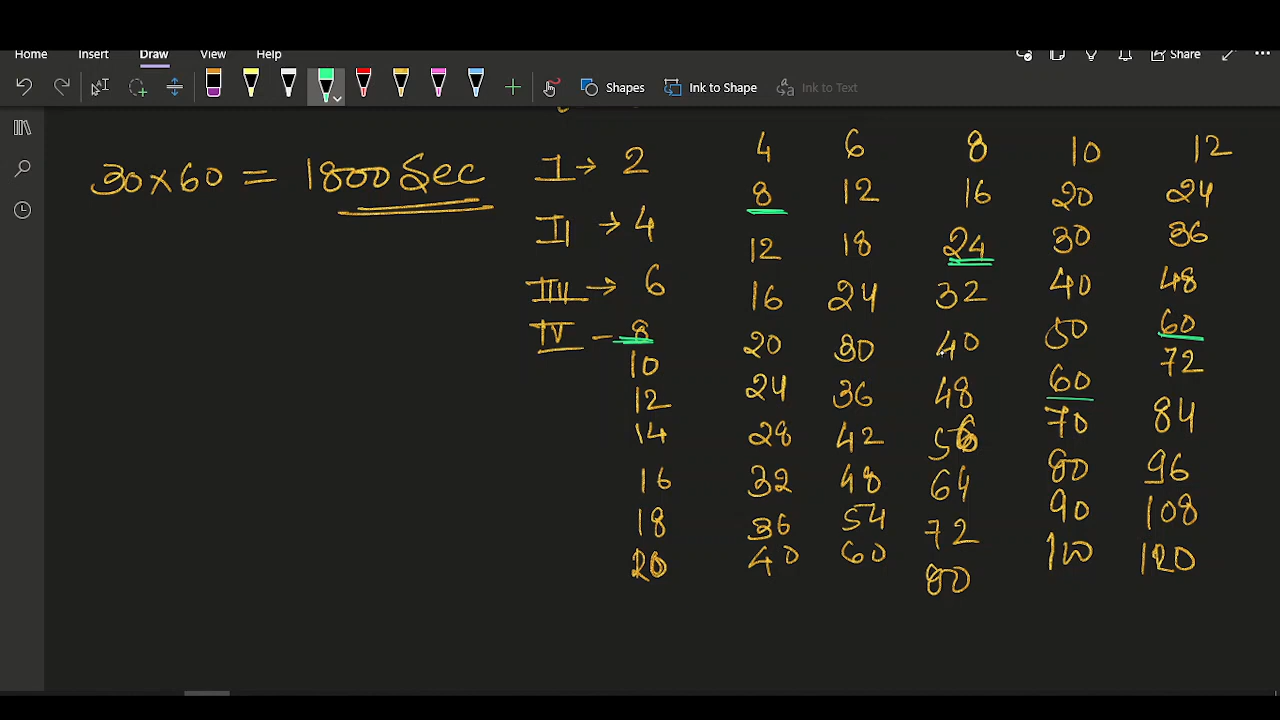 Home Insert Draw View Help Share
Shapes Ink to Shape Ink to Text
30×60 = 1800 Sec
I → 2 4 6 8 10 12
8 12 16 20 24
II → 4 12 18 24 30 36
III → 6 16 24 32 40 48
IV - 8 20 30 40 50 60
10 24 36 48 60 72
12 28 42 56 70 84
14 32 48 64 80 96
16 36 54 72 90 108
18 40 60 80 100 120
20